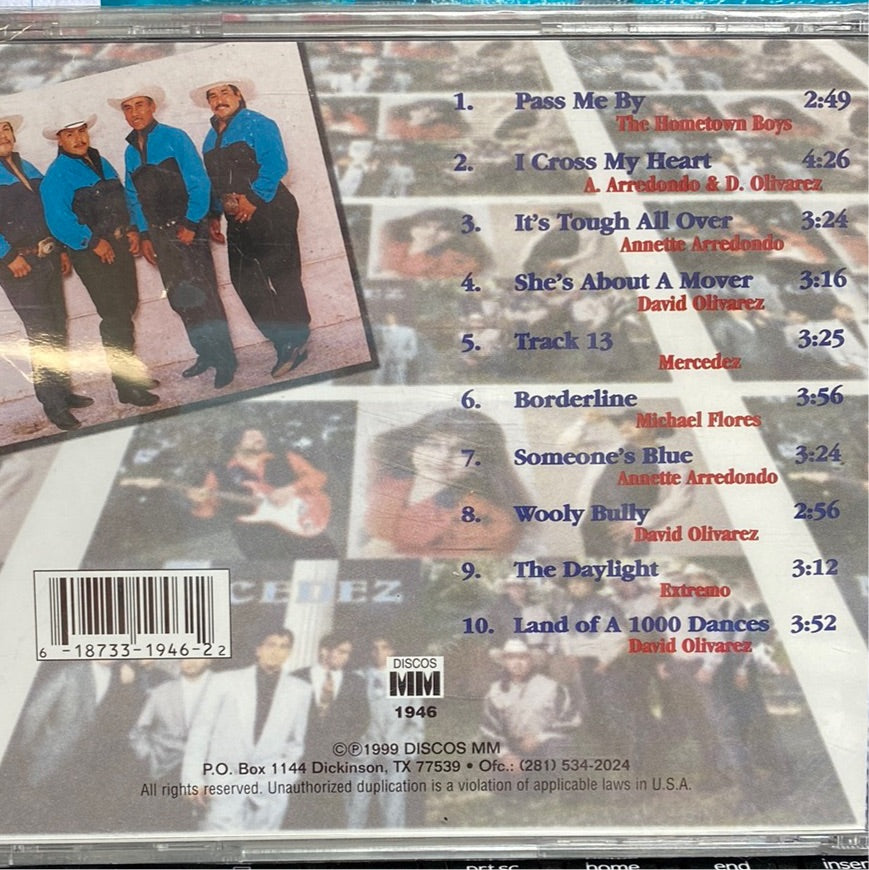 1. Pass Me By 2:49
The Hometown Boys
2. I Cross My Heart 4:26
A. Arredondo & D. Olivarez
3. It's Tough All Over 3:24
Annette Arredondo
4. She's About A Mover 3:16
David Olivarez
5. Track 13 3:25
Mercedez
6. Borderline 3:56
Michael Flores
7. Someone's Blue 3:24
Annette Arredondo
8. Wooly Bully 2:56
David Olivarez
9. The Daylight 3:12
Extremo
10. Land of A 1000 Dances 3:52
David Olivarez
CEDEZ
6 -18733-1946-2 2
DISCOS
MM
1946
©℗1999 DISCOS MM
P.O. Box 1144 Dickinson, TX 77539 • Ofc.: (281) 534-2024
All rights reserved. Unauthorized duplication is a violation of applicable laws in U.S.A.
prt sc home end inser